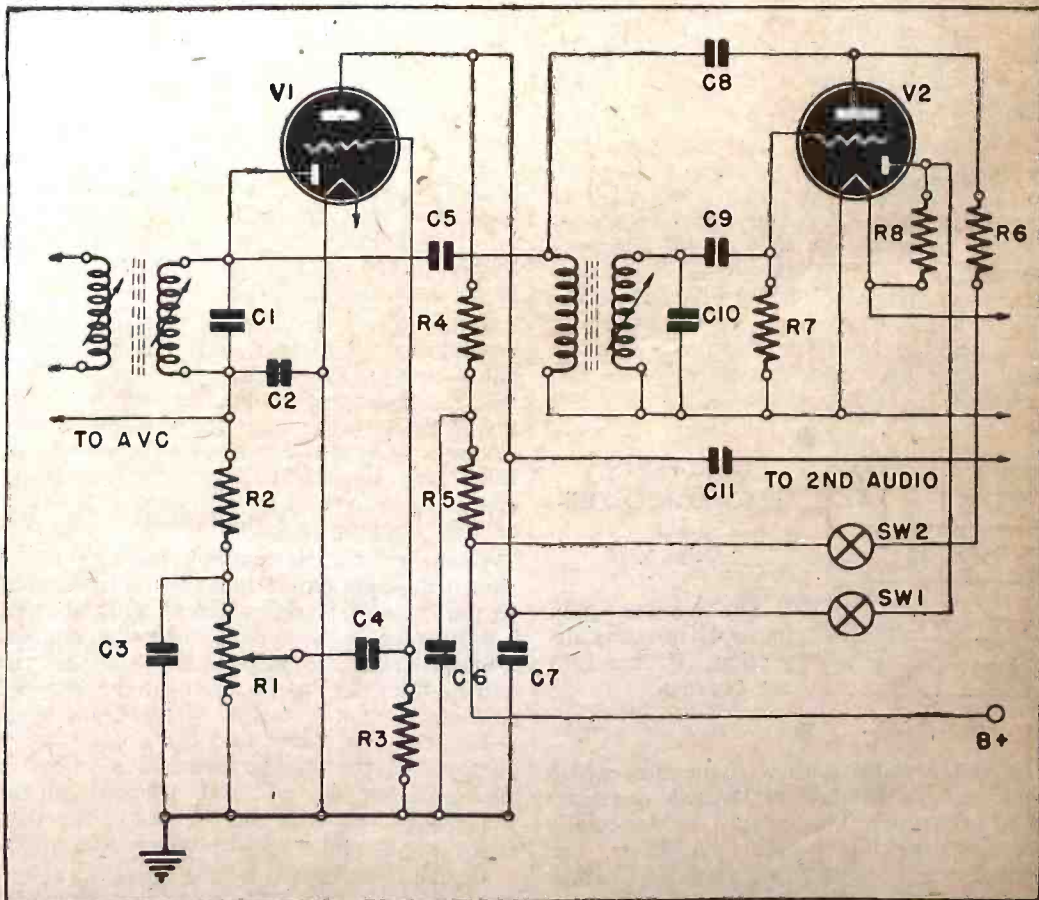 V1
C8
V2
C5
C9
R8
R6
C1
R4
C10
R7
C2
TO AVC
R2
R5
C11
TO 2ND AUDIO
SW2
SW1
C3
C4
R1
C6
C7
R3
B+